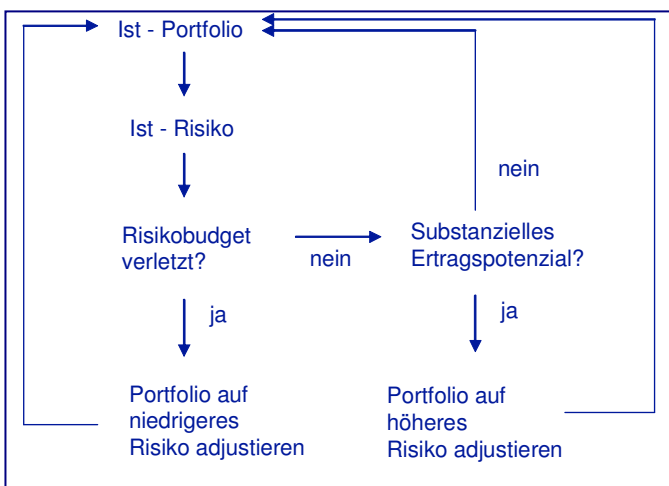 Ist - Portfolio
Ist - Risiko
nein
Risikobudget
verletzt?
nein
Substanzielles
Ertragspotenzial?
ja
ja
Portfolio auf
niedrigeres
Risiko adjustieren
Portfolio auf
höheres
Risiko adjustieren